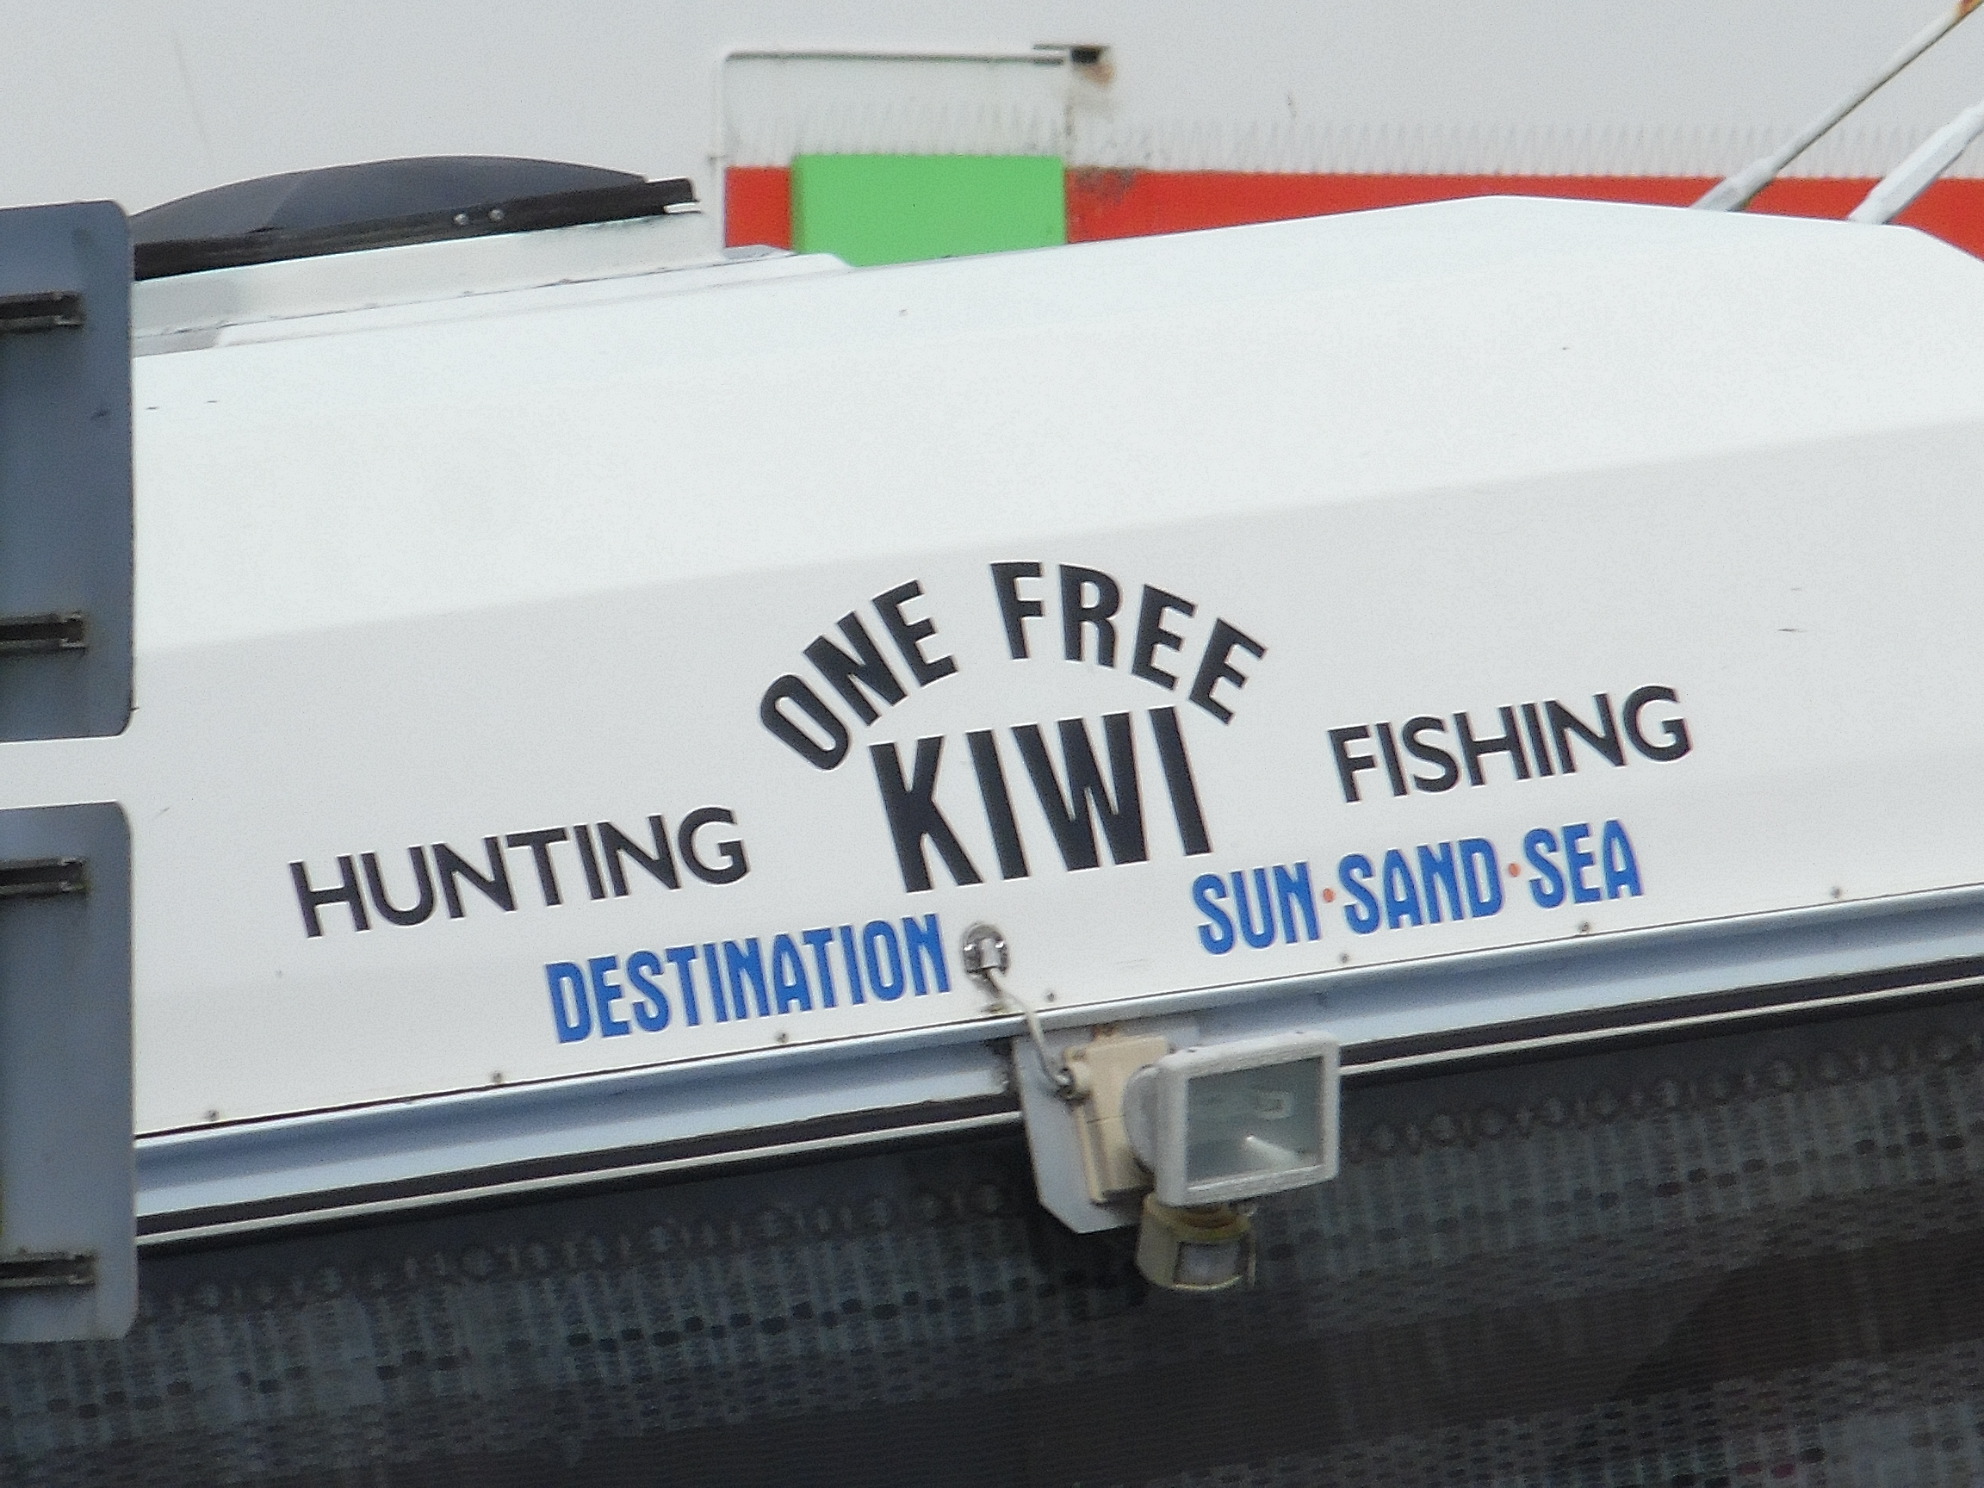 ONE FREE
KIWI
HUNTING FISHING
DESTINATION SUN·SAND·SEA